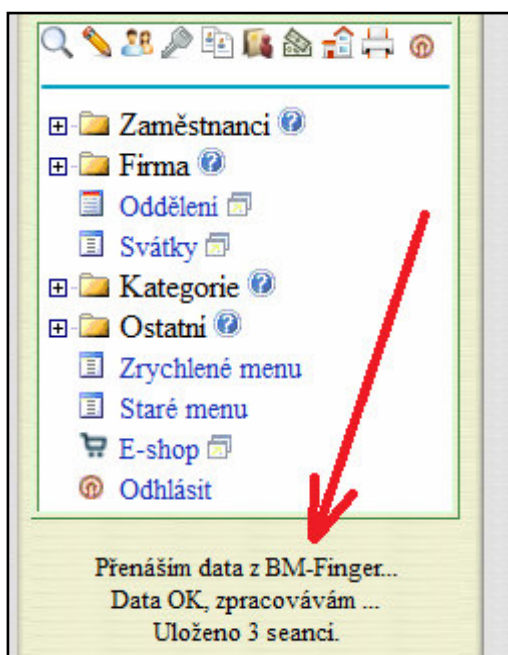 Zaměstnanci
Firma
Oddělení
Svátky
Kategorie
Ostatní
Zrychlené menu
Staré menu
E-shop
Odhlásit
Přenáším data z BM-Finger...
Data OK, zpracovávám ...
Uloženo 3 seancí.